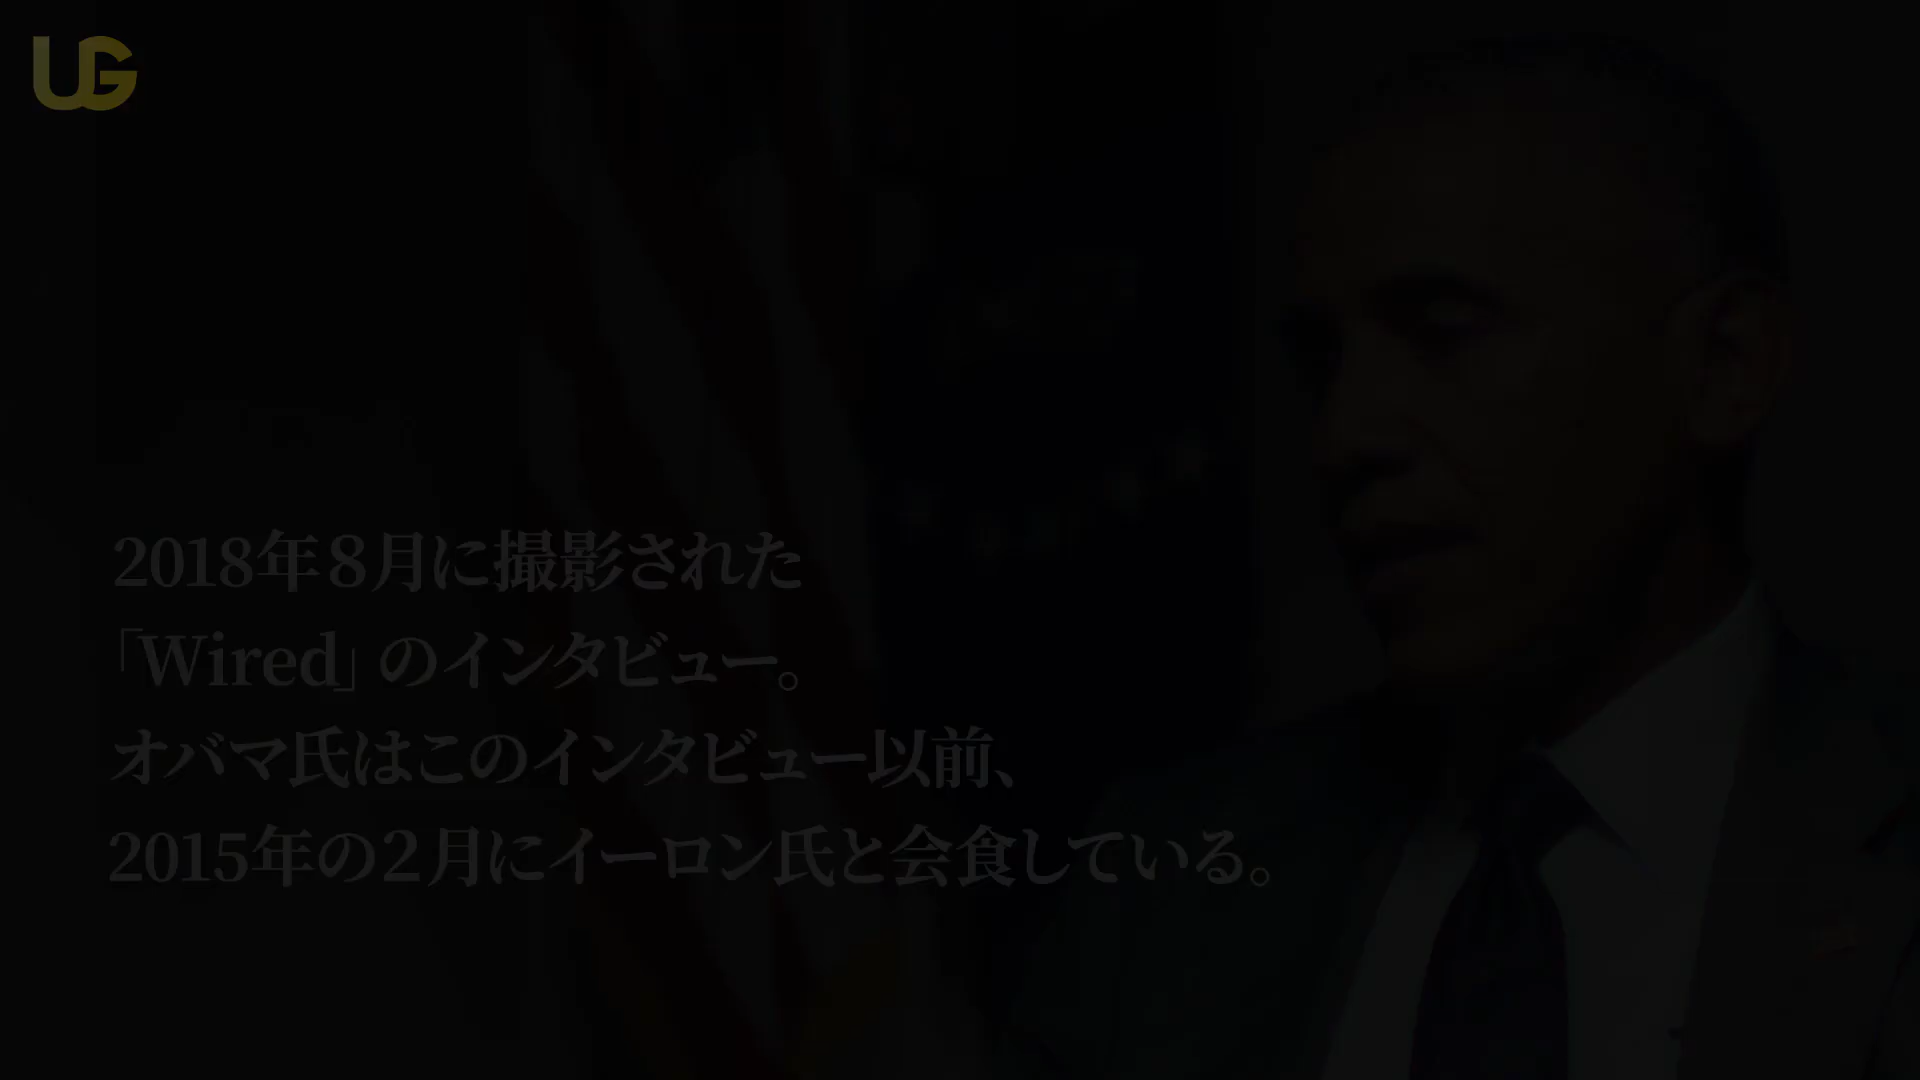 UG
2018年８月に撮影された
「Wired」のインタビュー。
オバマ氏はこのインタビュー以前、
2015年の２月にイーロン氏と会食している。